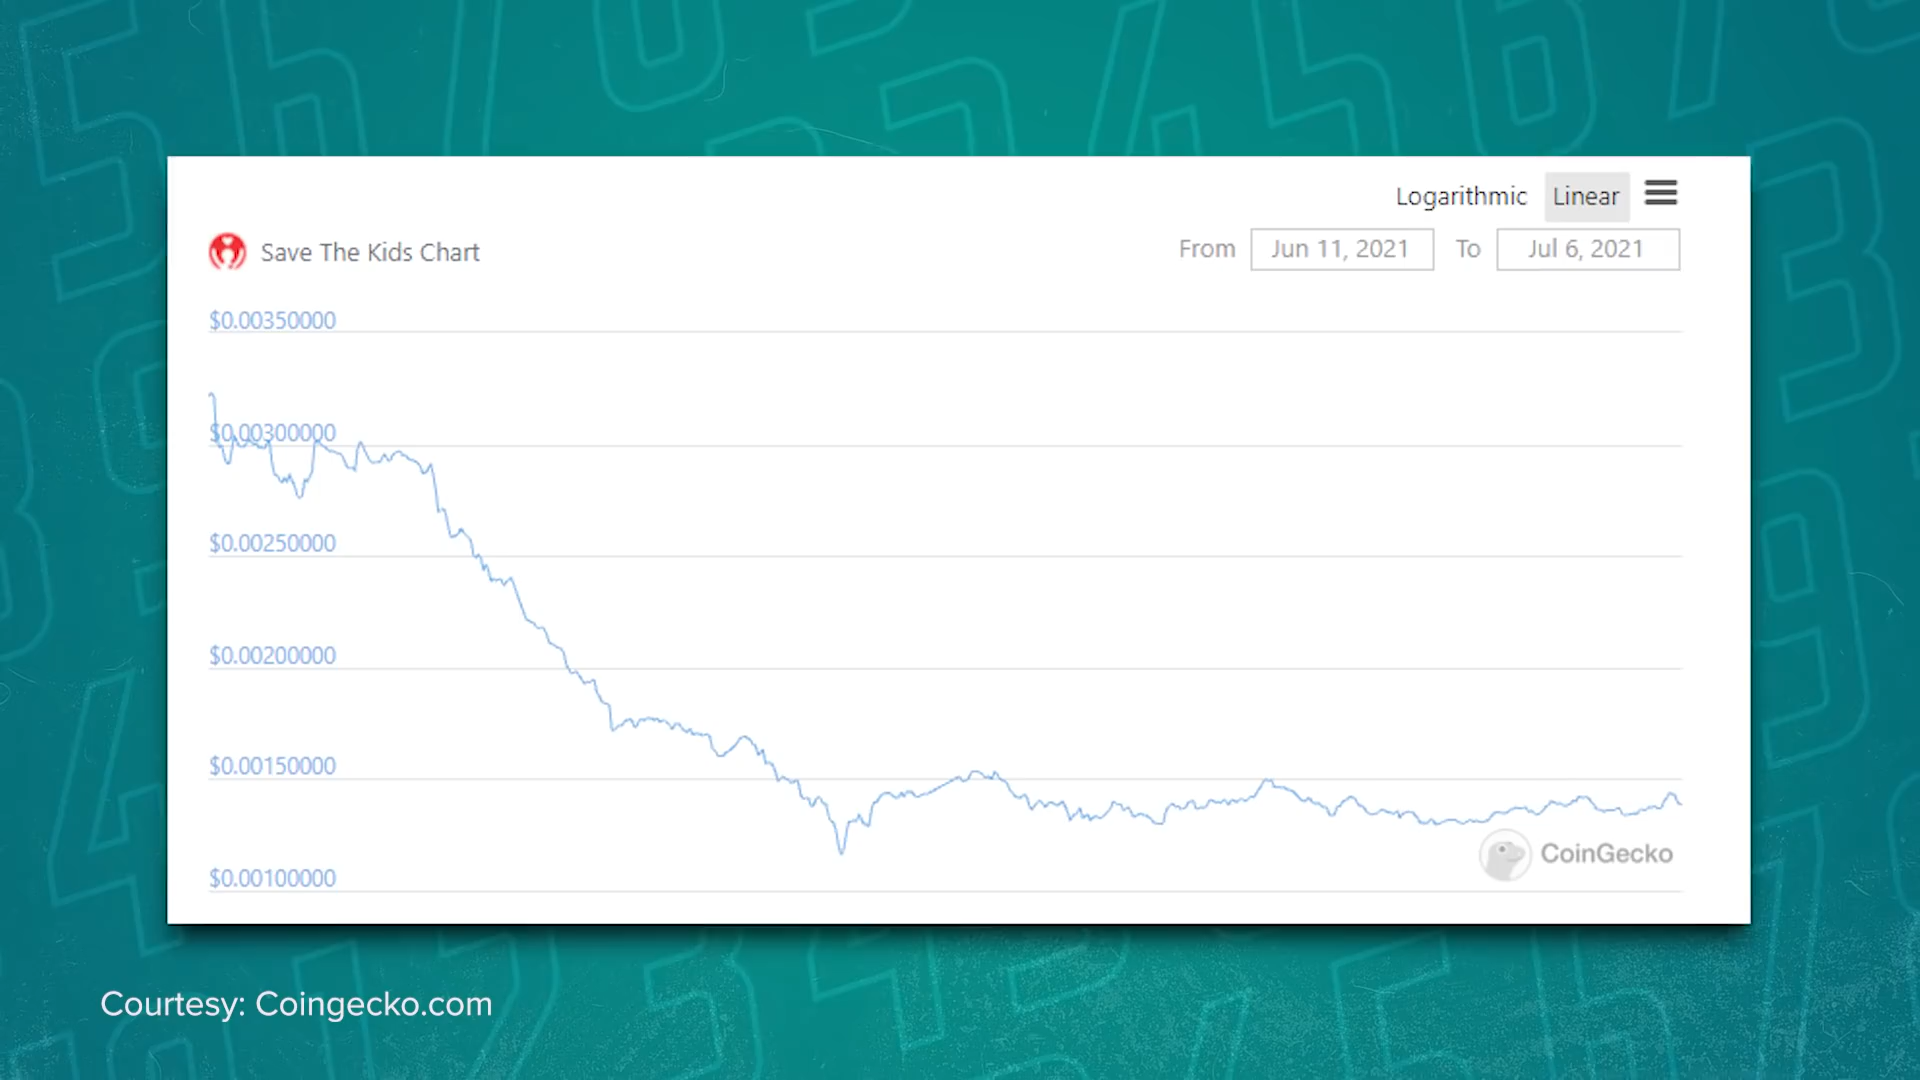 Logarithmic Linear
Save The Kids Chart From Jun 11, 2021 To Jul 6, 2021
$0.00350000
$0.00300000
$0.00250000
$0.00200000
$0.00150000
$0.00100000
CoinGecko
Courtesy: Coingecko.com